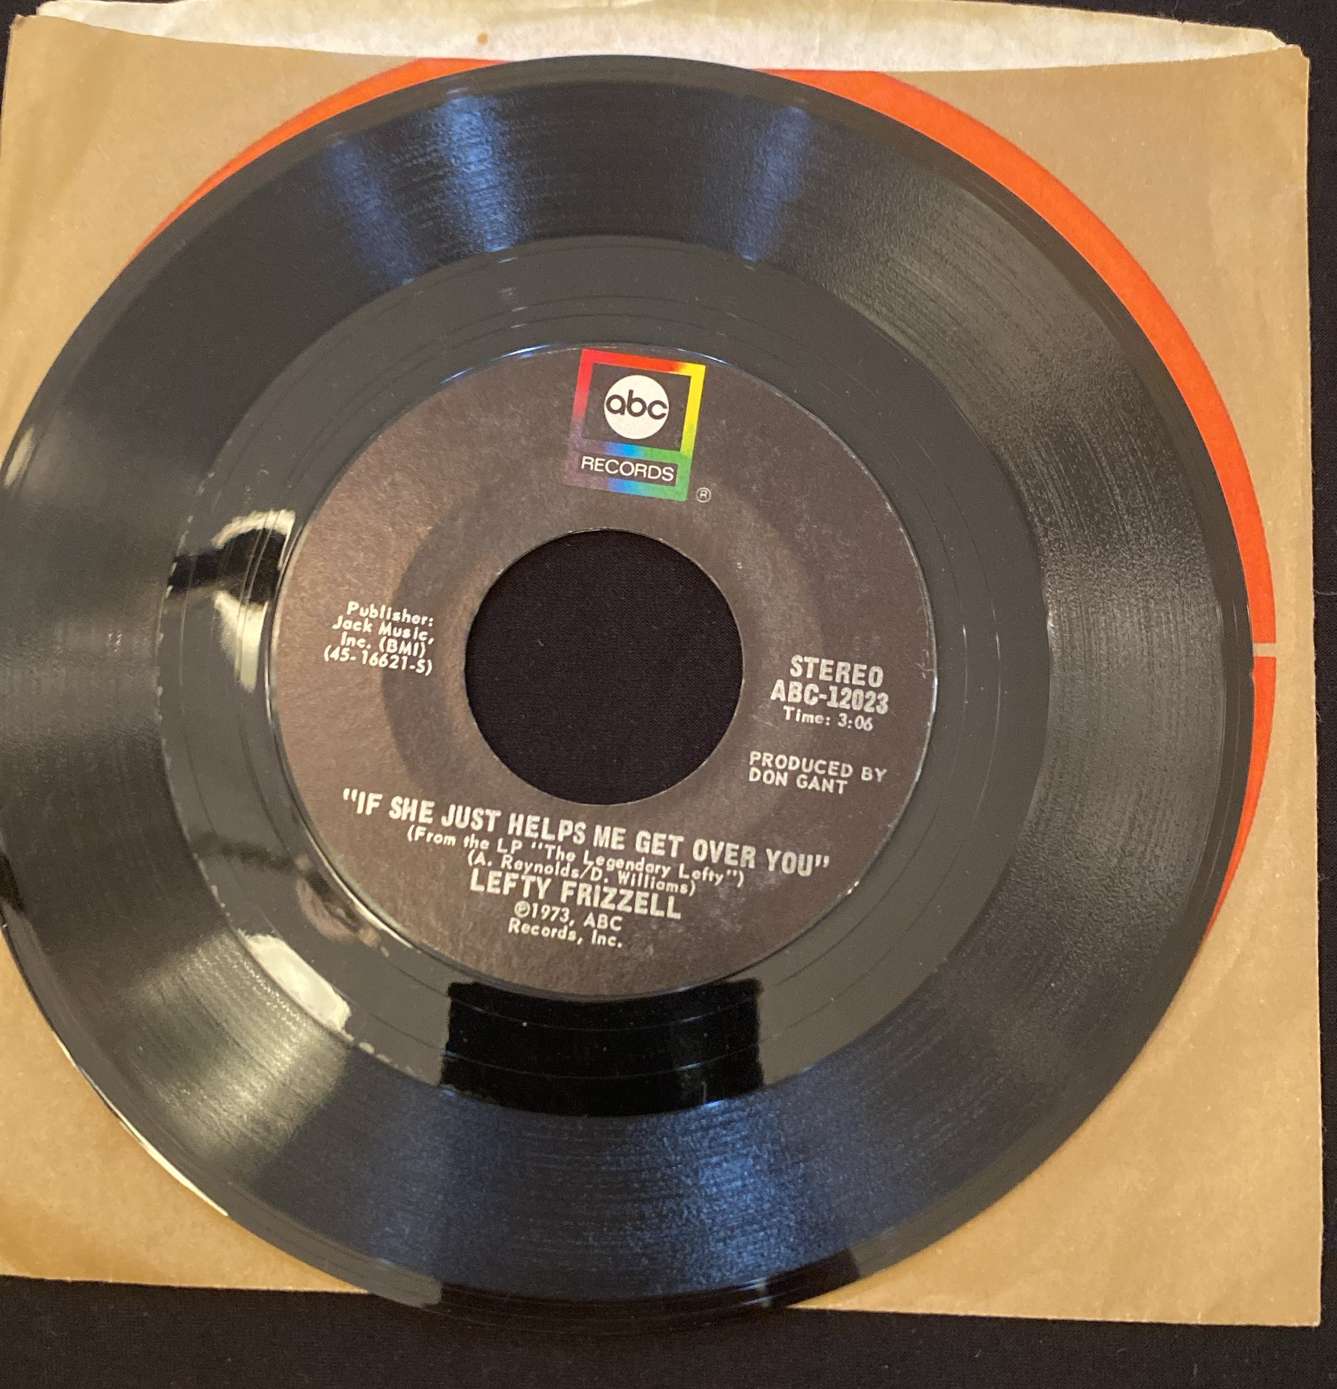 abc
RECORDS
®
Publisher:
Jack Music,
Inc. (BMI)
(45-16621-S)
STEREO
ABC-12023
Time: 3:06
PRODUCED BY
DON GANT
"IF SHE JUST HELPS ME GET OVER YOU"
(From the LP "The Legendary Lefty")
(A. Reynolds/D. Williams)
LEFTY FRIZZELL
℗1973, ABC
Records, Inc.